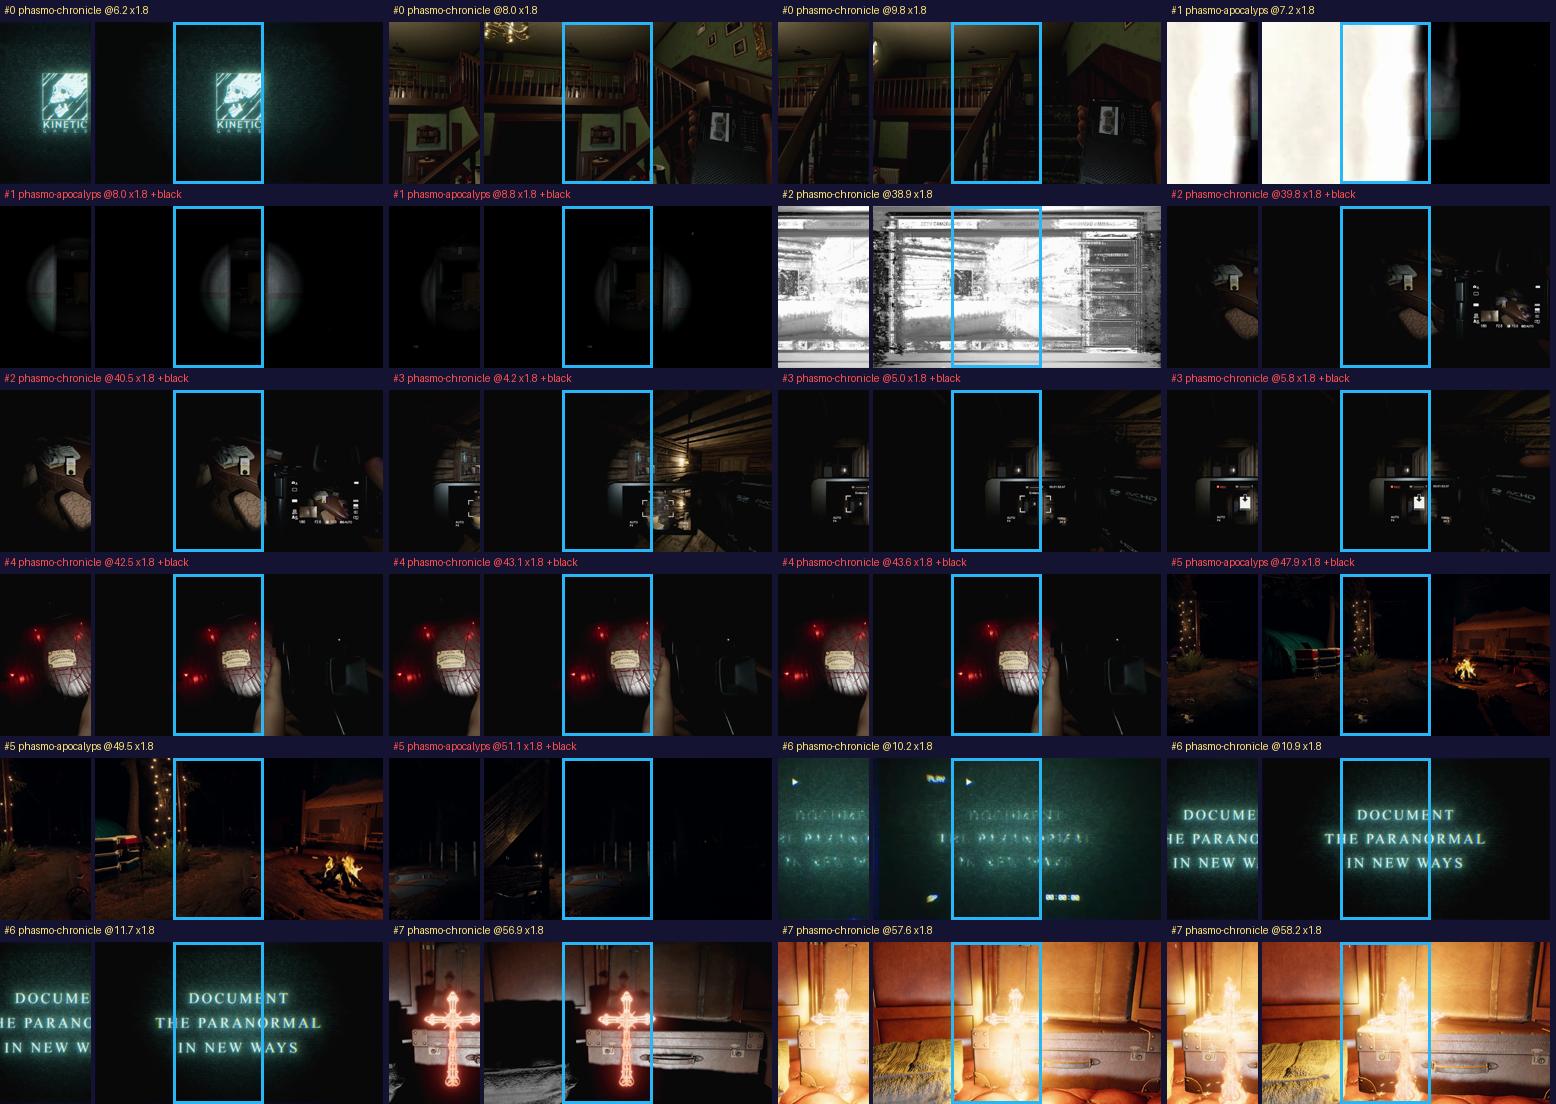 #0 phasmo-chronicle @6.2 x1.8
#0 phasmo-chronicle @8.0 x1.8
#0 phasmo-chronicle @9.8 x1.8
#1 phasmo-apocalyps @7.2 x1.8
KINETIC
KINETIC
#1 phasmo-apocalyps @8.0 x1.8 +black
#1 phasmo-apocalyps @8.8 x1.8 +black
#2 phasmo-chronicle @38.9 x1.8
#2 phasmo-chronicle @39.8 x1.8 +black
#2 phasmo-chronicle @40.5 x1.8 +black
#3 phasmo-chronicle @4.2 x1.8 +black
#3 phasmo-chronicle @5.0 x1.8 +black
#3 phasmo-chronicle @5.8 x1.8 +black
#4 phasmo-chronicle @42.5 x1.8 +black
#4 phasmo-chronicle @43.1 x1.8 +black
#4 phasmo-chronicle @43.6 x1.8 +black
#5 phasmo-apocalyps @47.9 x1.8 +black
#5 phasmo-apocalyps @49.5 x1.8
#5 phasmo-apocalyps @51.1 x1.8 +black
#6 phasmo-chronicle @10.2 x1.8
#6 phasmo-chronicle @10.9 x1.8
PLAY
00:00:00
DOCUME
HE PARANO
IN NEW W
DOCUMENT
THE PARANORMAL
IN NEW WAYS
#6 phasmo-chronicle @11.7 x1.8
#7 phasmo-chronicle @56.9 x1.8
#7 phasmo-chronicle @57.6 x1.8
#7 phasmo-chronicle @58.2 x1.8
DOCUME
HE PARANO
IN NEW W
DOCUMENT
THE PARANORMAL
IN NEW WAYS